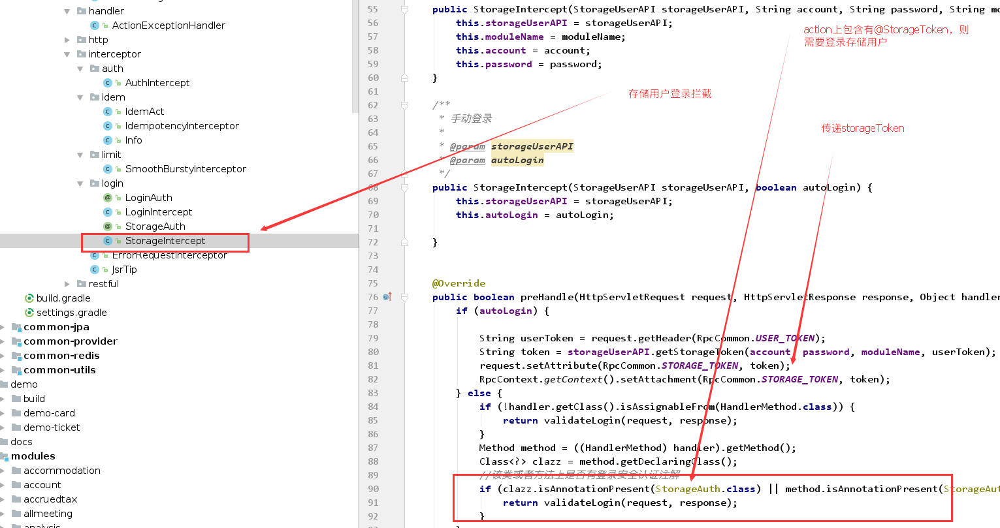 handler
ActionExceptionHandler
http
interceptor
auth
AuthIntercept
idem
IdemAct
IdempotencyInterceptor
Info
limit
SmoothBurstyInterceptor
login
LoginAuth
LoginIntercept
StorageAuth
StorageIntercept
ErrorRequestInterceptor
JsrTip
restful
build.gradle
settings.gradle
common-jpa
common-provider
common-redis
common-utils
demo
build
demo-card
demo-ticket
docs
modules
accommodation
account
accruedtax
allmeeting
analysis
55 public StorageIntercept(StorageUserAPI storageUserAPI, String account, String password, String mo
56 this.storageUserAPI = storageUserAPI;
57 this.moduleName = moduleName;
58 this.account = account;
59 this.password = password;
60 }
61
62 /**
63 * 手动登录
64 *
65 * @param storageUserAPI
66 * @param autoLogin
67 */
68 public StorageIntercept(StorageUserAPI storageUserAPI, boolean autoLogin) {
69 this.storageUserAPI = storageUserAPI;
70 this.autoLogin = autoLogin;
71
72 }
73
74
75 @Override
76 public boolean preHandle(HttpServletRequest request, HttpServletResponse response, Object handler
77 if (autoLogin) {
78
79 String userToken = request.getHeader(RpcCommon.USER_TOKEN);
80 String token = storageUserAPI.getStorageToken(account, password, moduleName, userToken);
81 request.setAttribute(RpcCommon.STORAGE_TOKEN, token);
82 RpcContext.getContext().setAttachment(RpcCommon.STORAGE_TOKEN, token);
83 } else {
84 if (!handler.getClass().isAssignableFrom(HandlerMethod.class)) {
85 return validateLogin(request, response);
86 }
87 Method method = ((HandlerMethod) handler).getMethod();
88 Class<?> clazz = method.getDeclaringClass();
89 //该类或者方法上是否有登录安全认证注解
90 if (clazz.isAnnotationPresent(StorageAuth.class) || method.isAnnotationPresent(StorageAut
91 return validateLogin(request, response);
92 }
action上包含有@StorageToken，则
需要登录存储用户
存储用户登录拦截
传递storageToken